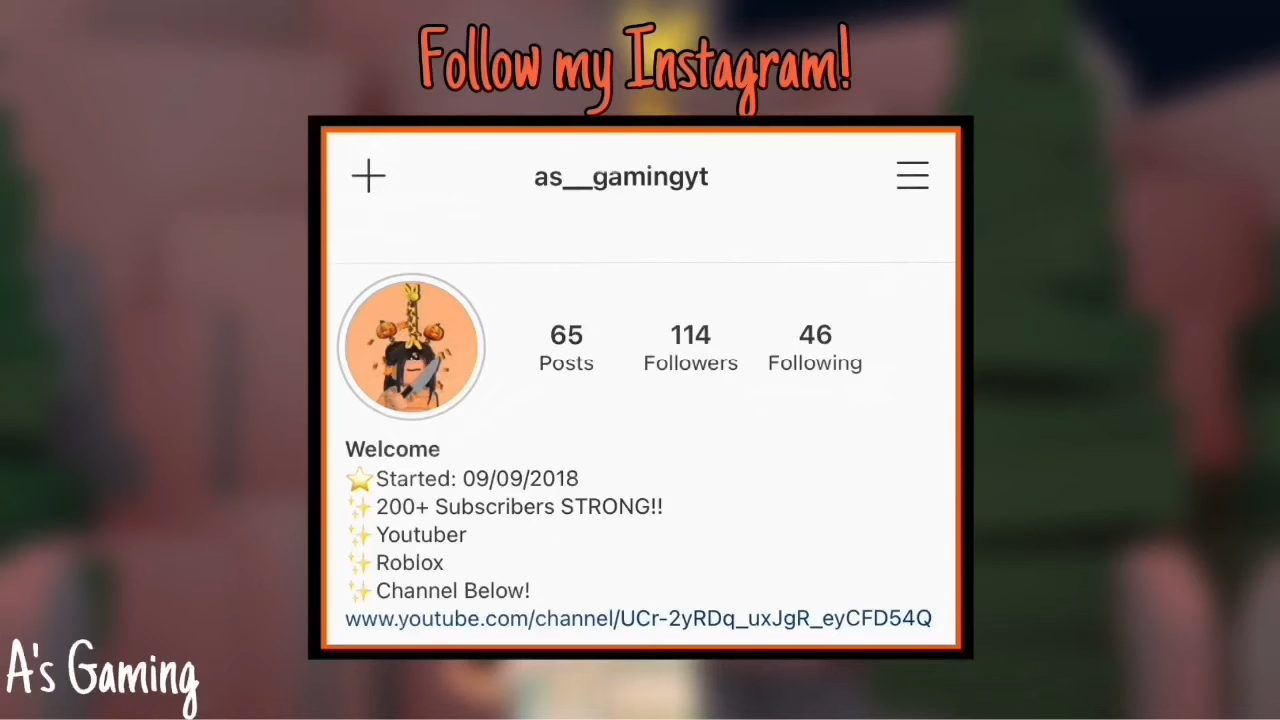 Follow my Instagram!
as__gamingyt
65 114 46
Posts Followers Following
Welcome
⭐Started: 09/09/2018
✨200+ Subscribers STRONG!!
✨Youtuber
✨Roblox
✨Channel Below!
www.youtube.com/channel/UCr-2yRDq_uxJgR_eyCFD54Q
A's Gaming